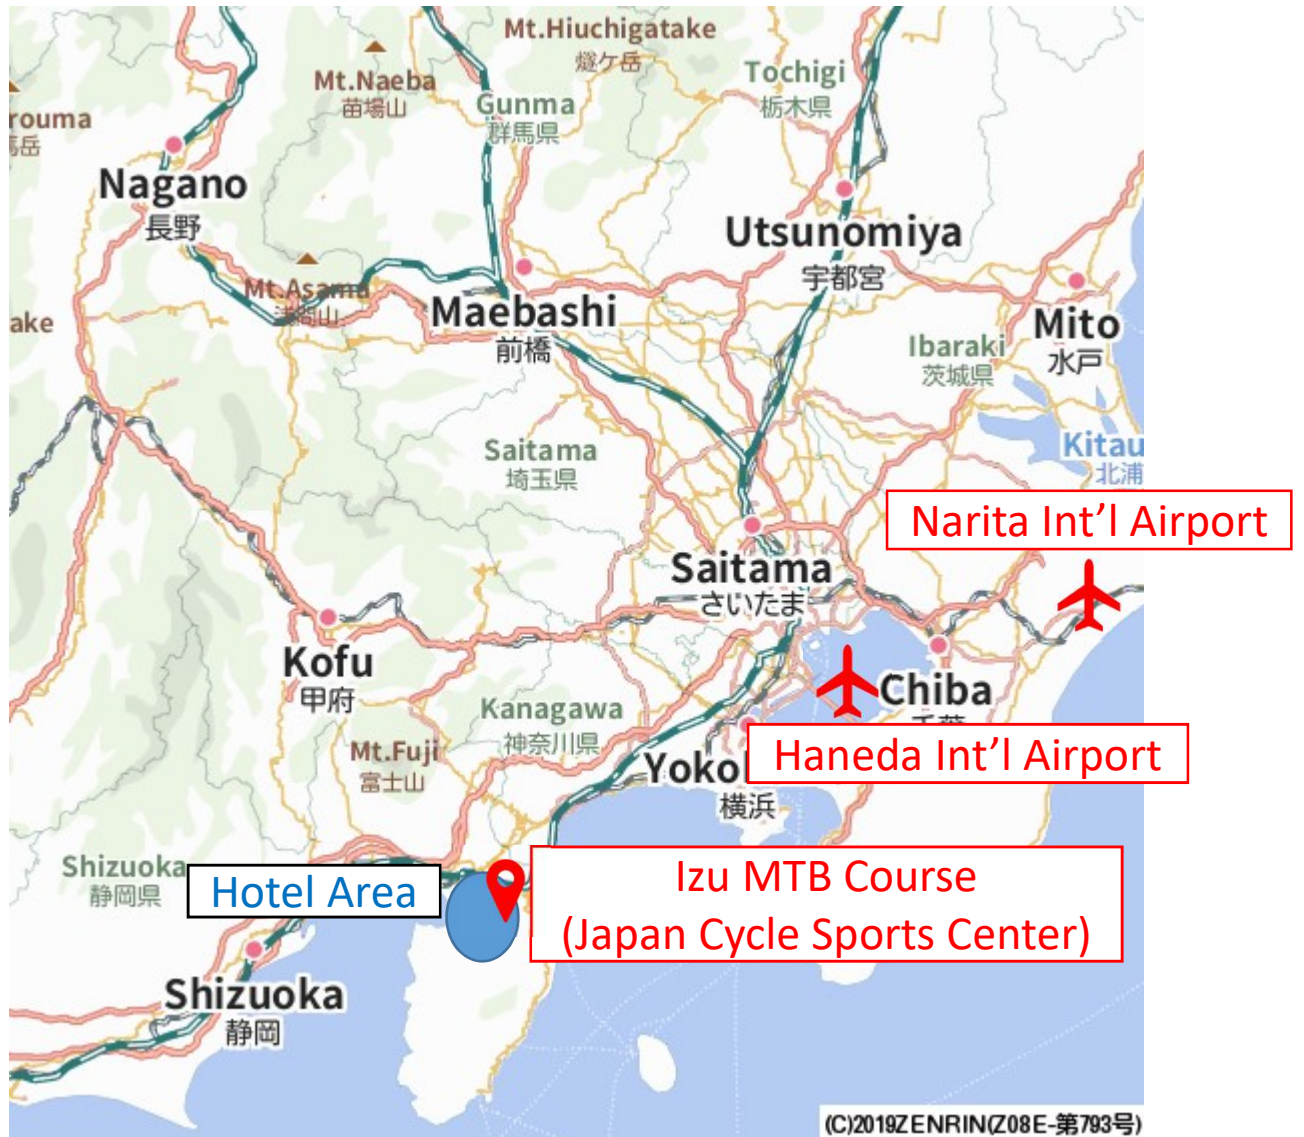 Mt.Hiuchigatake
燧ケ岳
Mt.Naeba
苗場山
Tochigi
栃木県
Gunma
群馬県
rouma
馬岳
Nagano
長野
Utsunomiya
宇都宮
Mt.Asama
浅間山
Maebashi
前橋
Mito
水戸
ake
Ibaraki
茨城県
Saitama
埼玉県
Kitau
北浦
Narita Int'l Airport
Saitama
さいたま
Kofu
甲府
Chiba
千葉
Kanagawa
神奈川県
Mt.Fuji
富士山
Haneda Int'l Airport
Yoko
横浜
Shizuoka
静岡県
Hotel Area
Izu MTB Course
(Japan Cycle Sports Center)
Shizuoka
静岡
(C)2019ZENRIN(Z08E-第793号)